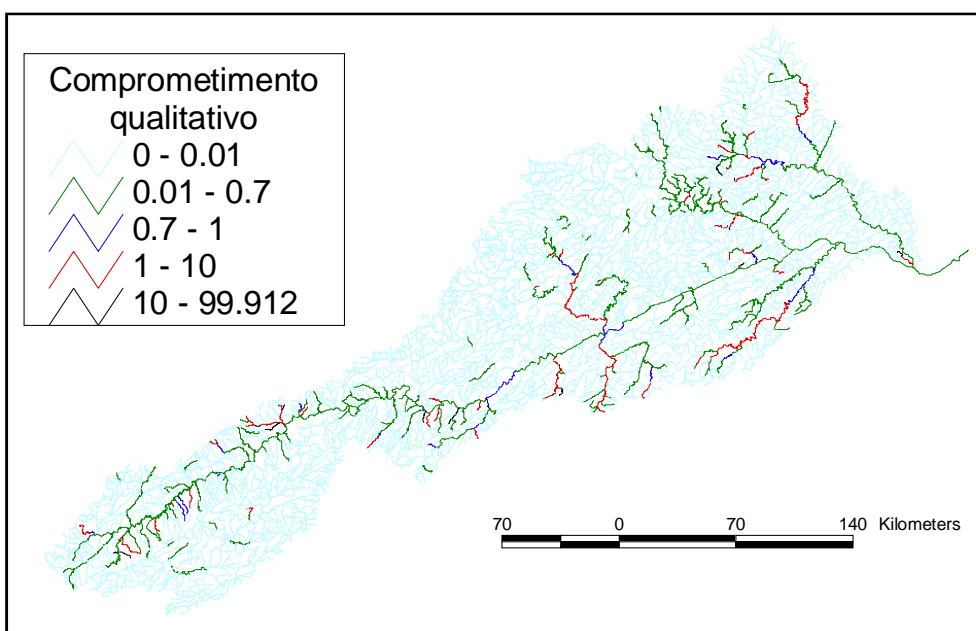 Comprometimento
qualitativo
0 - 0.01
0.01 - 0.7
0.7 - 1
1 - 10
10 - 99.912
70 0 70 140 Kilometers